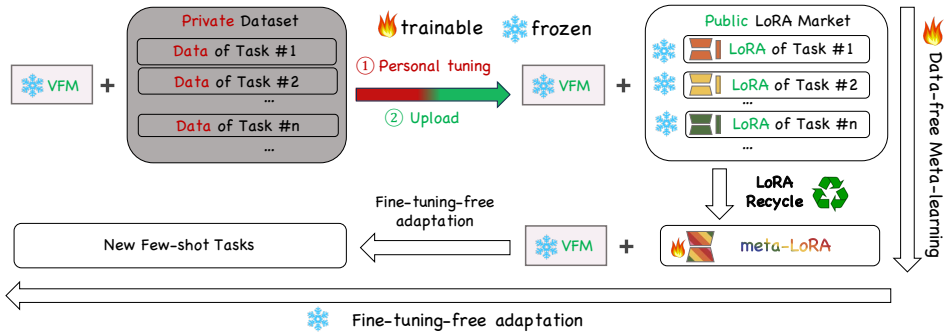 Private Dataset
Data of Task #1
Data of Task #2
...
Data of Task #n
...
VFM
+
trainable
frozen
① Personal tuning
② Upload
VFM
+
Public LoRA Market
LoRA of Task #1
LoRA of Task #2
...
LoRA of Task #n
...
Data-free Meta-learning
LoRA
Recycle
Fine-tuning-free
adaptation
New Few-shot Tasks
VFM
+
meta-LoRA
Fine-tuning-free adaptation